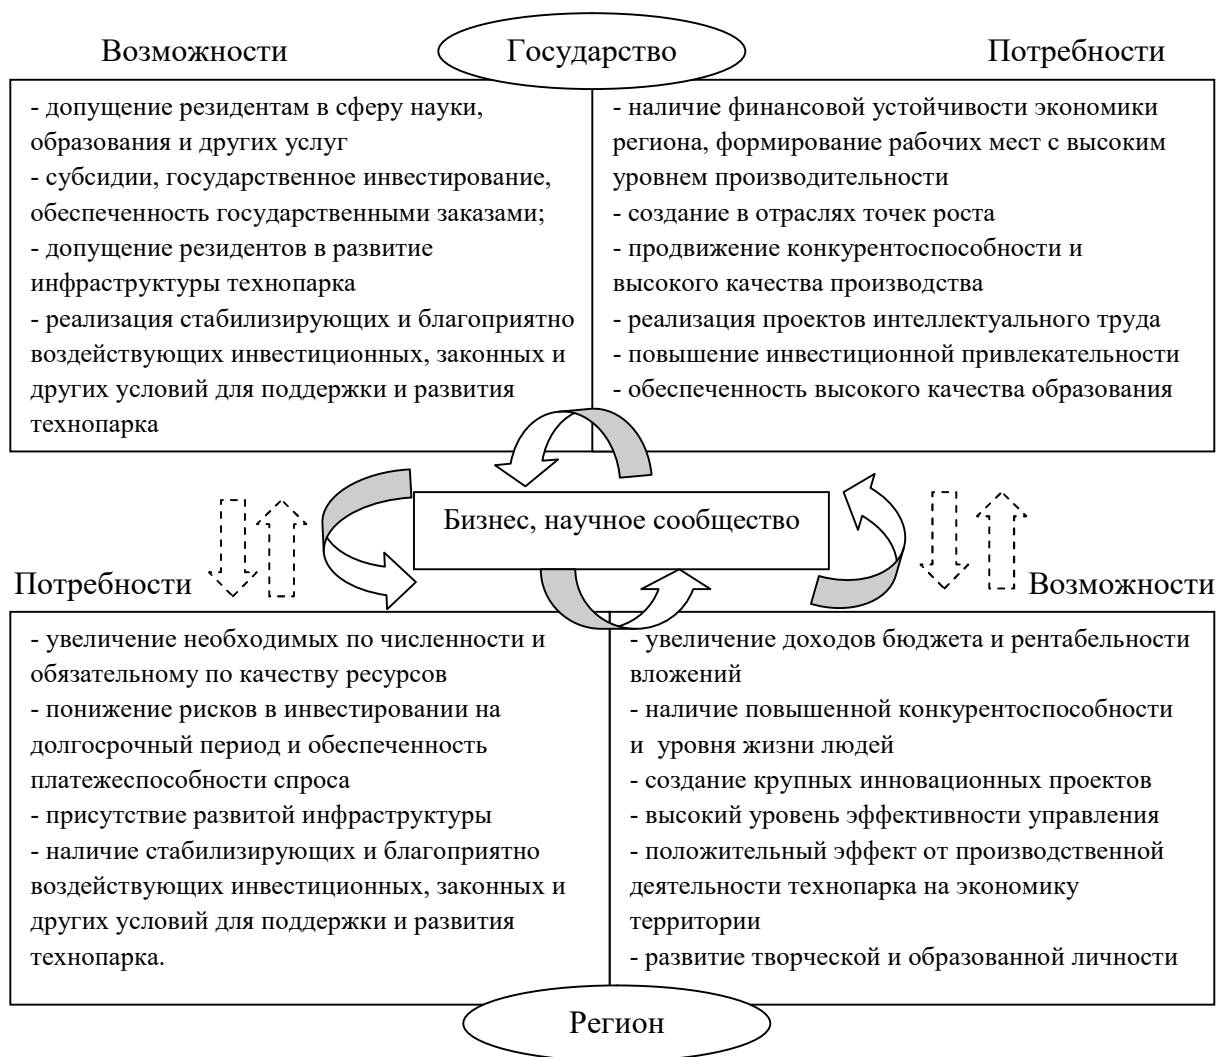 Возможности
Государство
Потребности
- допущение резидентам в сферу науки,
образования и других услуг
- субсидии, государственное инвестирование,
обеспеченность государственными заказами;
- допущение резидентов в развитие
инфраструктуры технопарка
- реализация стабилизирующих и благоприятно
воздействующих инвестиционных, законных и
других условий для поддержки и развития
технопарка
- наличие финансовой устойчивости экономики
региона, формирование рабочих мест с высоким
уровнем производительности
- создание в отраслях точек роста
- продвижение конкурентоспособности и
высокого качества производства
- реализация проектов интеллектуального труда
- повышение инвестиционной привлекательности
- обеспеченность высокого качества образования
Бизнес, научное сообщество
Потребности
Возможности
- увеличение необходимых по численности и
обязательному по качеству ресурсов
- понижение рисков в инвестировании на
долгосрочный период и обеспеченность
платежеспособности спроса
- присутствие развитой инфраструктуры
- наличие стабилизирующих и благоприятно
воздействующих инвестиционных, законных и
других условий для поддержки и развития
технопарка.
- увеличение доходов бюджета и рентабельности
вложений
- наличие повышенной конкурентоспособности
и уровня жизни людей
- создание крупных инновационных проектов
- высокий уровень эффективности управления
- положительный эффект от производственной
деятельности технопарка на экономику
территории
- развитие творческой и образованной личности
Регион